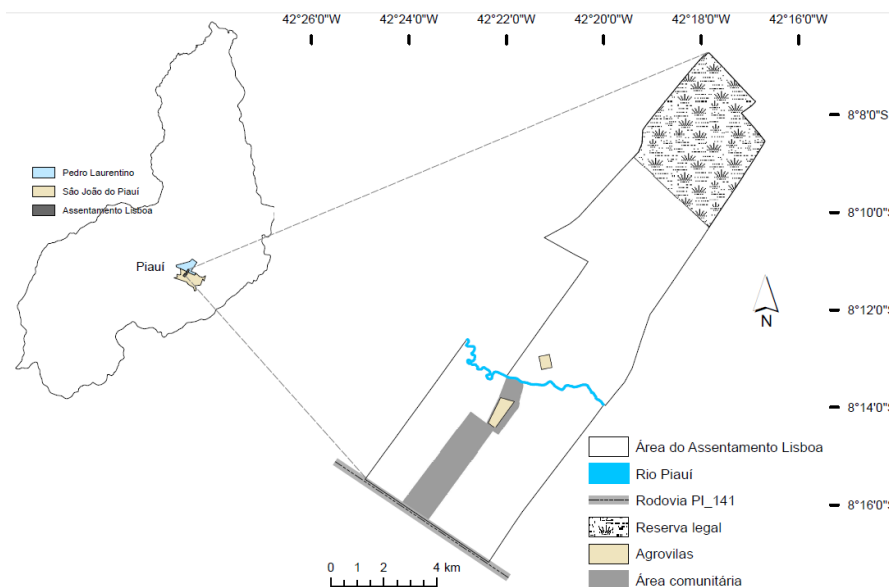 42°26'0"W 42°24'0"W 42°22'0"W 42°20'0"W 42°18'0"W 42°16'0"W
8°8'0"S
8°10'0"S
8°12'0"S
8°14'0"S
8°16'0"S
Pedro Laurentino
São João do Piauí
Assentamento Lisboa
Piauí
N
Área do Assentamento Lisboa
Rio Piauí
Rodovia PI_141
Reserva legal
Agrovilas
Área comunitária
0 1 2 4 km